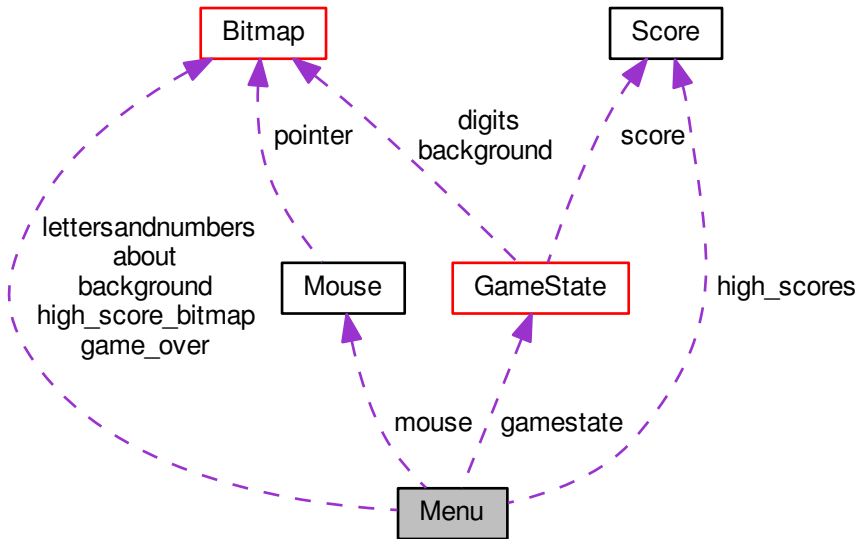 Bitmap
Score
pointer
digits
background
score
lettersandnumbers
about
background
high_score_bitmap
game_over
Mouse
GameState
high_scores
mouse
gamestate
Menu